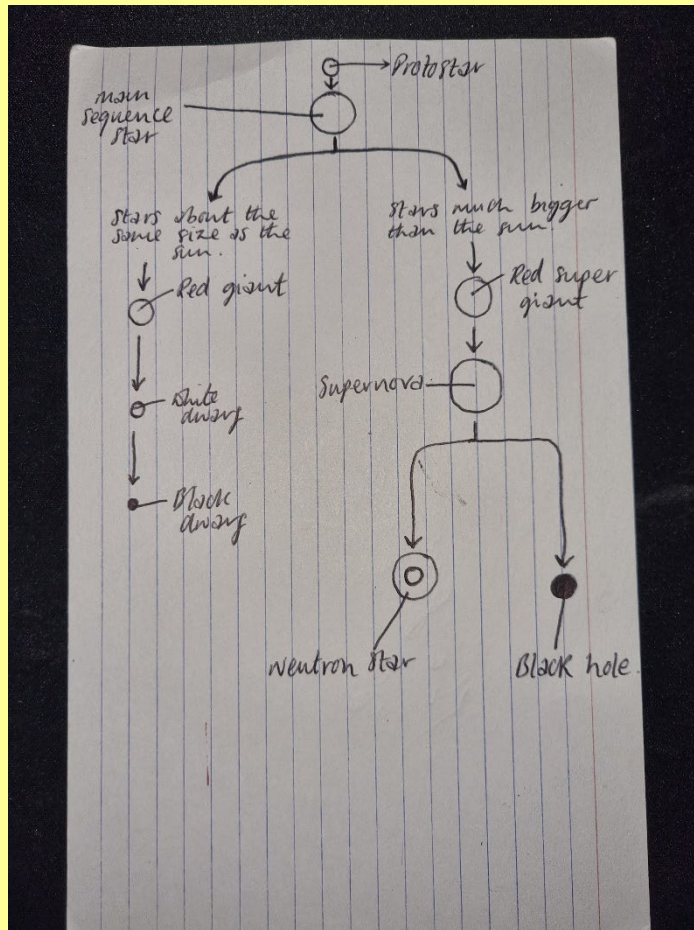 Protostar
main
sequence
star
stars about the
same size as the
sun.
stars much bigger
than the sun.
Red giant
Red super
giant
White
dwarf
Supernova
Black
dwarf
Neutron star
Black hole.